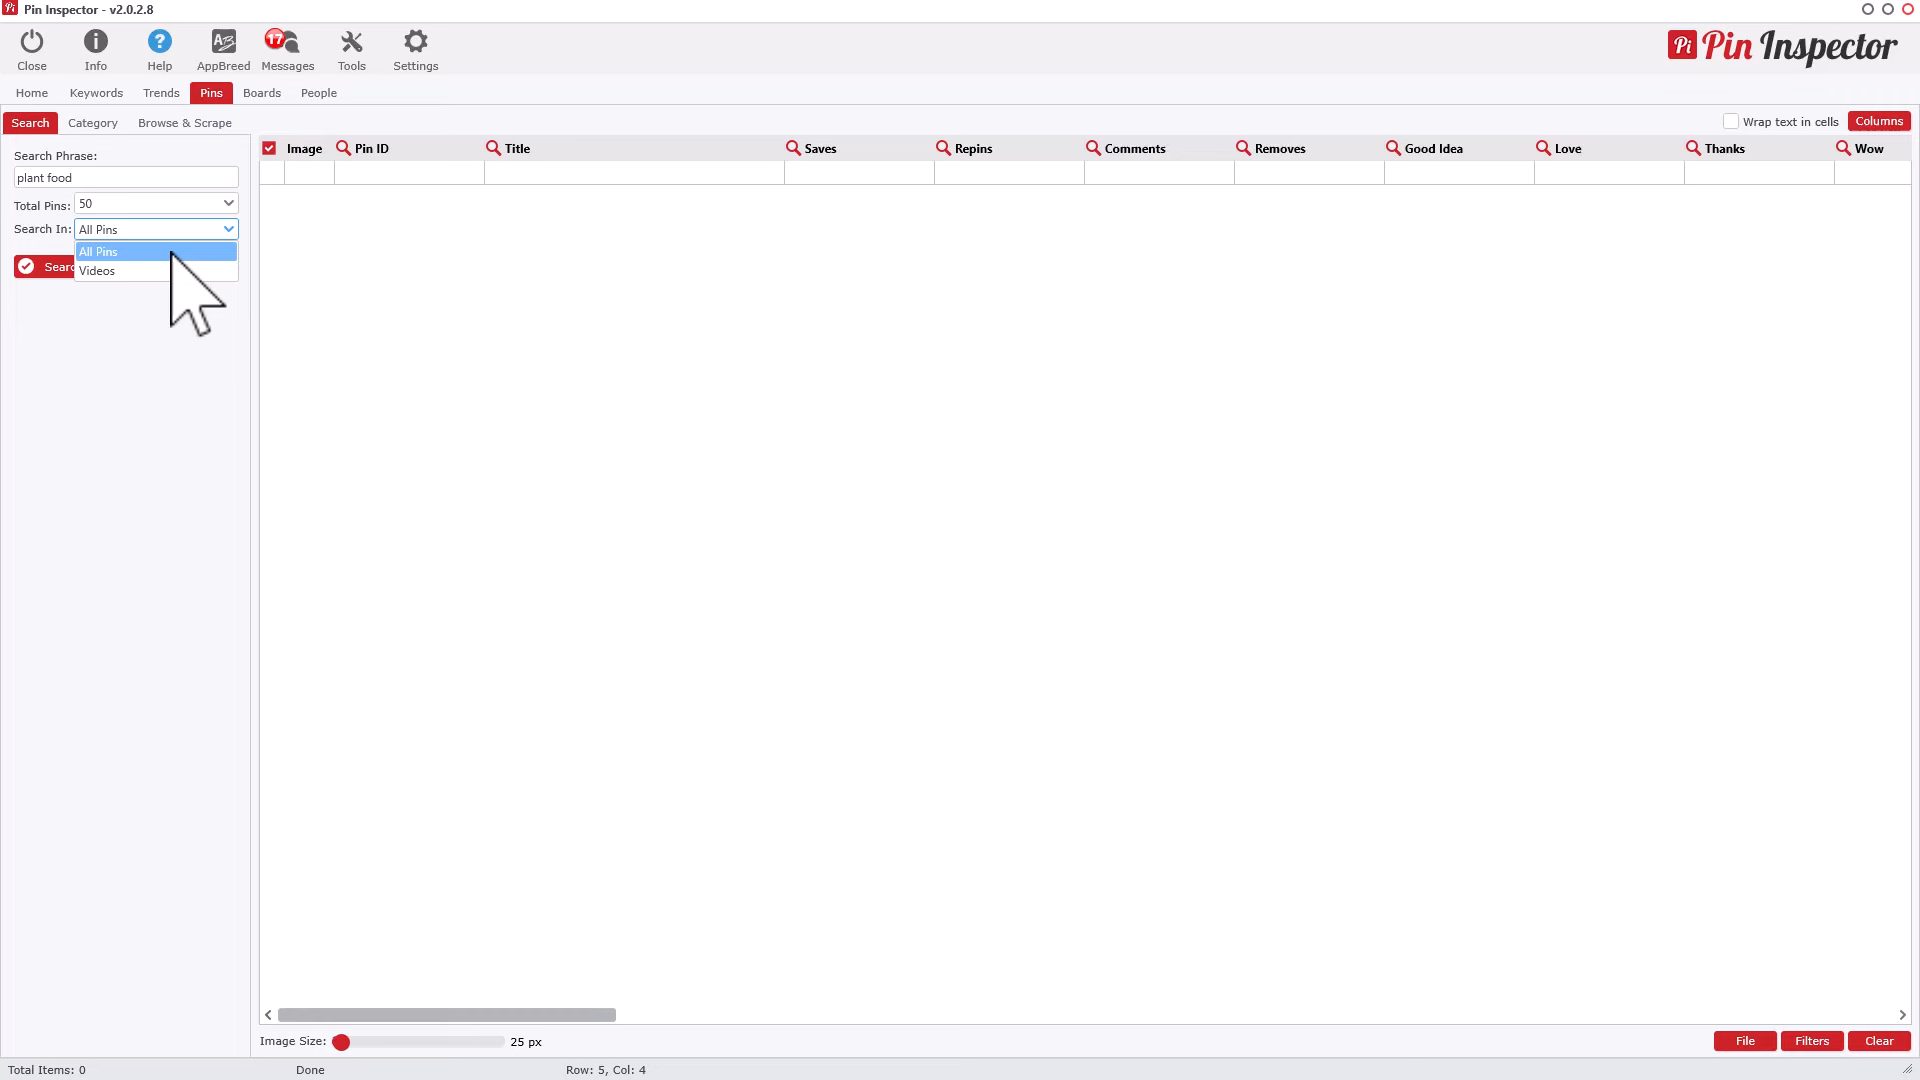 Pin Inspector - v2.0.2.8
Close Info Help AppBreed Messages Tools Settings
17
Pi Pin Inspector
Home Keywords Trends Pins Boards People
Search Category Browse & Scrape
Wrap text in cells Columns
Image Pin ID Title Saves Repins Comments Removes Good Idea Love Thanks Wow
Search Phrase:
plant food
Total Pins: 50
Search In: All Pins
All Pins
Videos
Searc
Image Size: 25 px
File Filters Clear
Total Items: 0 Done Row: 5, Col: 4